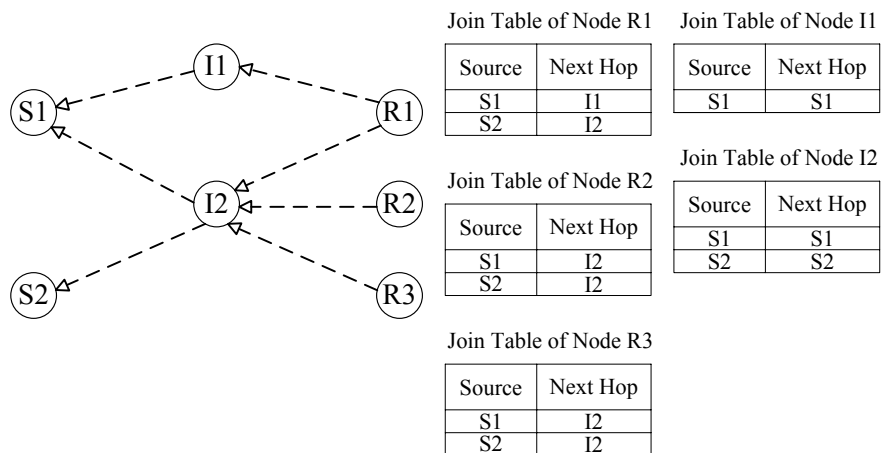 I1
S1
R1
I2
R2
S2
R3
Join Table of Node R1
Source Next Hop
S1 I1
S2 I2
Join Table of Node I1
Source Next Hop
S1 S1
Join Table of Node R2
Source Next Hop
S1 I2
S2 I2
Join Table of Node I2
Source Next Hop
S1 S1
S2 S2
Join Table of Node R3
Source Next Hop
S1 I2
S2 I2